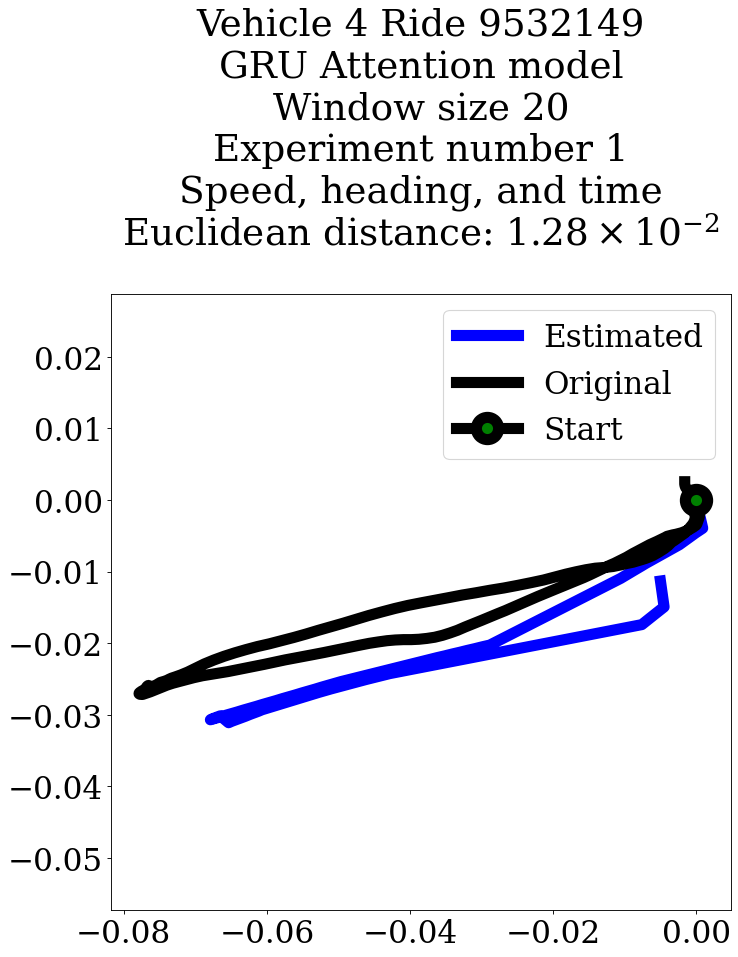 Vehicle 4 Ride 9532149
GRU Attention model
Window size 20
Experiment number 1
Speed, heading, and time
Euclidean distance: 1.28 × 10⁻²
Estimated
Original
Start
0.02
0.01
0.00
−0.01
−0.02
−0.03
−0.04
−0.05
−0.08 −0.06 −0.04 −0.02 0.00